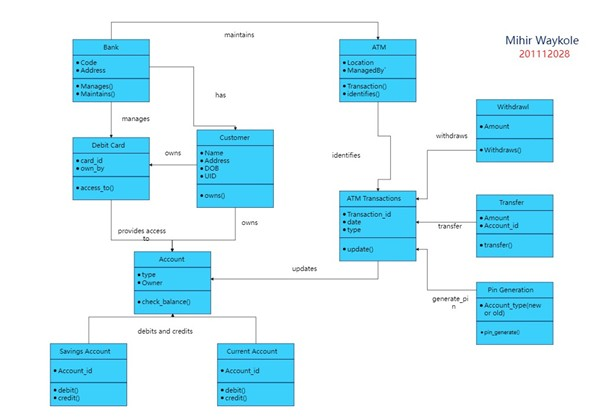 maintains
Mihir Waykole
201112028
Bank
Code
Address
Manages()
Maintains()
ATM
Location
ManagedBy`
Transaction()
identifies()
has
manages
Withdrawl
Amount
Withdraws()
withdraws
Debit Card
card_id
own_by
access_to()
owns
Customer
Name
Address
DOB
UID
owns()
identifies
ATM Transactions
Transaction_id
date
type
update()
transfer
Transfer
Amount
Account_id
transfer()
provides access
to
owns
Account
type
Owner
check_balance()
updates
generate_pi
n
Pin Generation
Account_type(new
or old)
pin_generate()
debits and credits
Savings Account
Account_id
debit()
credit()
Current Account
Account_id
debit()
credit()